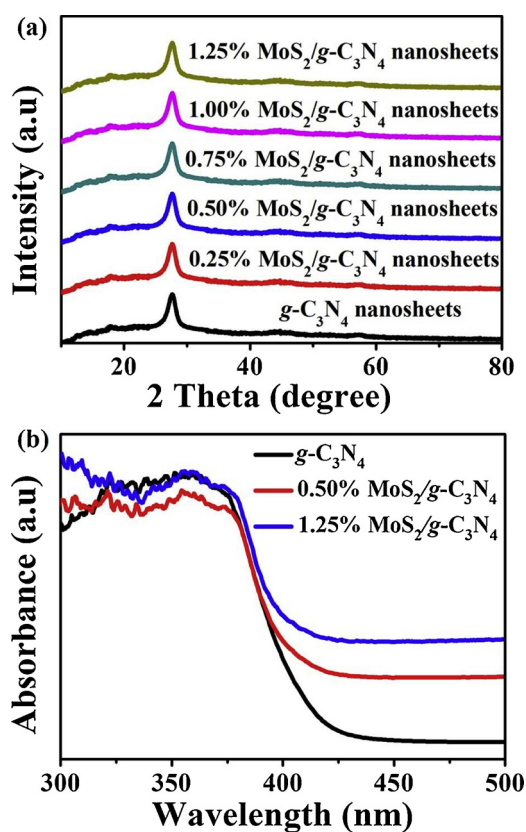 (a)
1.25% MoS2/g-C3N4 nanosheets
1.00% MoS2/g-C3N4 nanosheets
0.75% MoS2/g-C3N4 nanosheets
0.50% MoS2/g-C3N4 nanosheets
0.25% MoS2/g-C3N4 nanosheets
g-C3N4 nanosheets
Intensity (a.u)
20 40 60 80
2 Theta (degree)
(b)
g-C3N4
0.50% MoS2/g-C3N4
1.25% MoS2/g-C3N4
Absorbance (a.u)
300 350 400 450 500
Wavelength (nm)